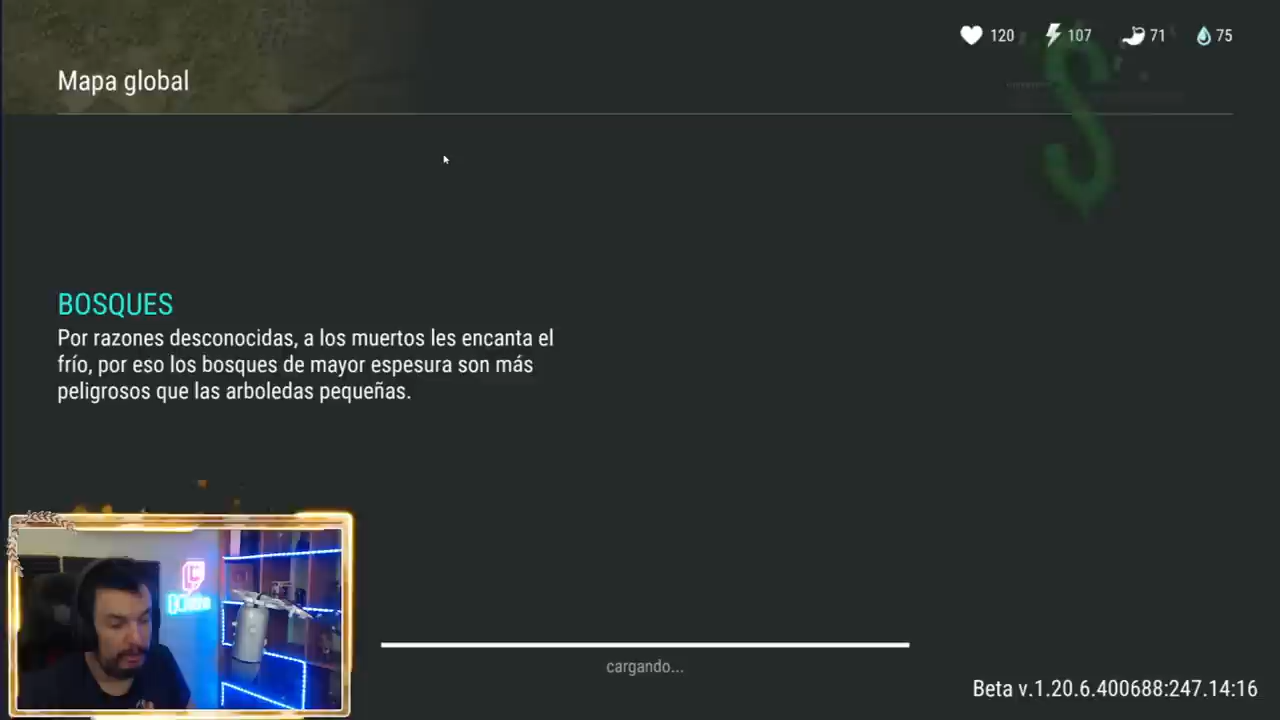 120 107 71 75
Mapa global
BOSQUES
Por razones desconocidas, a los muertos les encanta el
frío, por eso los bosques de mayor espesura son más
peligrosos que las arboledas pequeñas.
cargando...
Beta v.1.20.6.400688:247.14:16